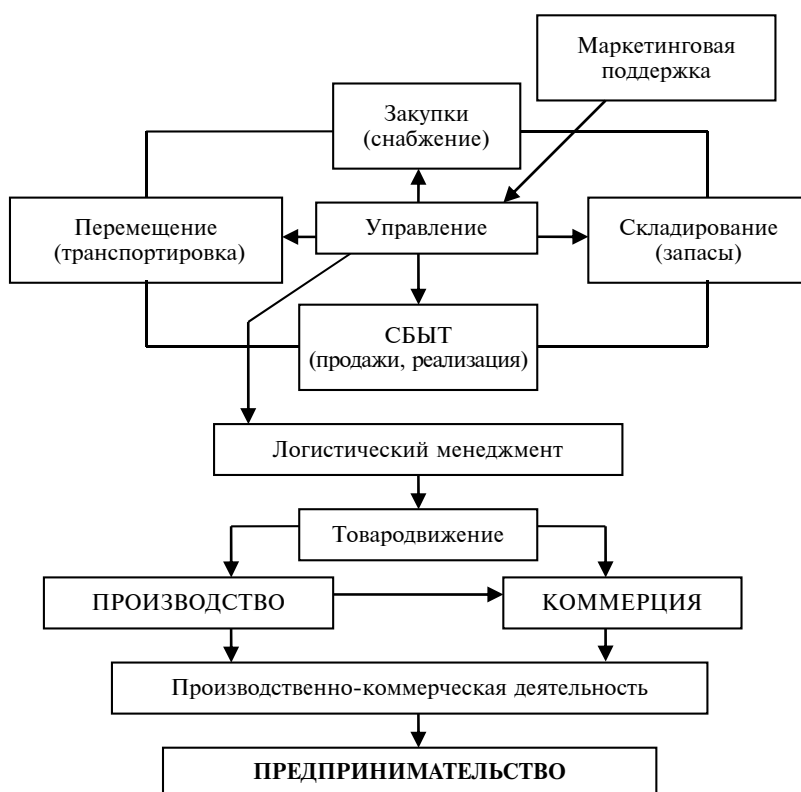 Маркетинговая
поддержка
Закупки
(снабжение)
Перемещение
(транспортировка)
Управление
Складирование
(запасы)
СБЫТ
(продажи, реализация)
Логистический менеджмент
Товародвижение
ПРОИЗВОДСТВО
КОММЕРЦИЯ
Производственно-коммерческая деятельность
ПРЕДПРИНИМАТЕЛЬСТВО